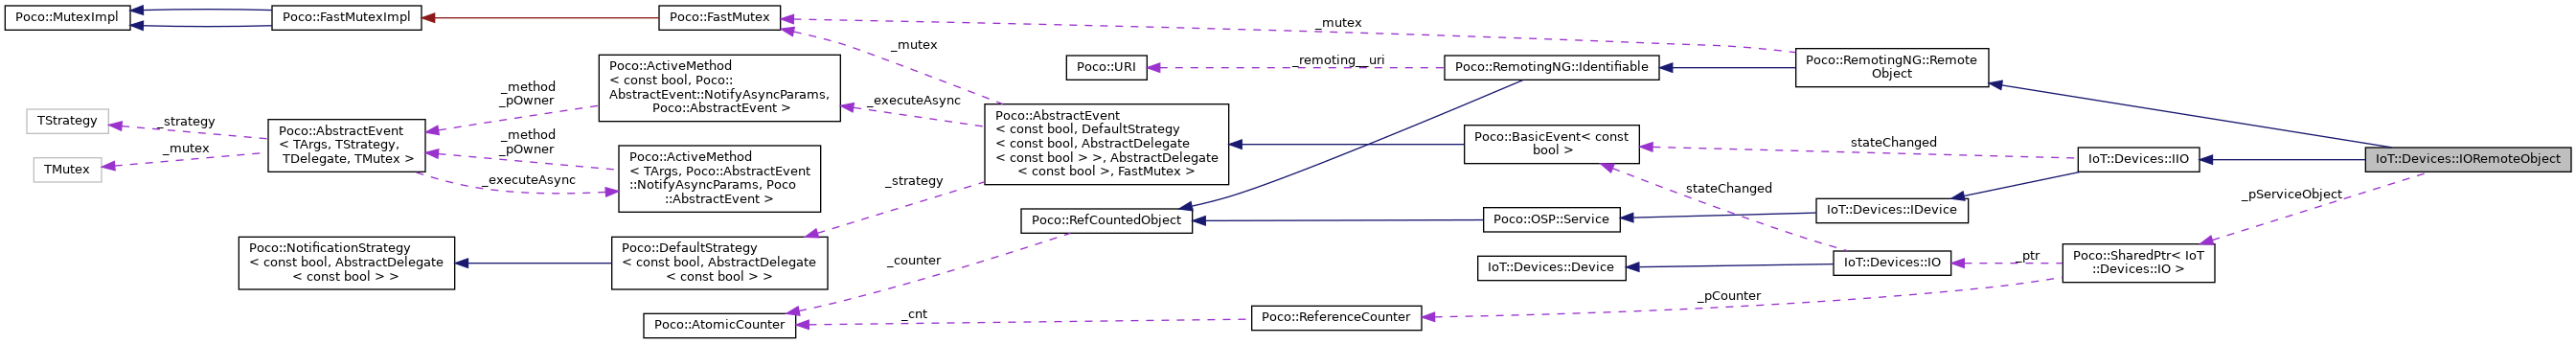 Poco::MutexImpl
Poco::FastMutexImpl
Poco::FastMutex
_mutex
_mutex
Poco::URI
_remoting__uri
Poco::RemotingNG::Identifiable
Poco::RemotingNG::Remote
Object
Poco::ActiveMethod
< const bool, Poco::
AbstractEvent::NotifyAsyncParams,
Poco::AbstractEvent >
_method
_pOwner
_executeAsync
TStrategy
_strategy
_mutex
TMutex
Poco::AbstractEvent
< TArgs, TStrategy,
TDelegate, TMutex >
_method
_pOwner
_executeAsync
Poco::ActiveMethod
< TArgs, Poco::AbstractEvent
::NotifyAsyncParams, Poco
::AbstractEvent >
Poco::AbstractEvent
< const bool, DefaultStrategy
< const bool, AbstractDelegate
< const bool > >, AbstractDelegate
< const bool >, FastMutex >
Poco::BasicEvent< const
bool >
stateChanged
IoT::Devices::IIO
IoT::Devices::IORemoteObject
_strategy
stateChanged
_pServiceObject
Poco::RefCountedObject
Poco::OSP::Service
IoT::Devices::IDevice
Poco::NotificationStrategy
< const bool, AbstractDelegate
< const bool > >
Poco::DefaultStrategy
< const bool, AbstractDelegate
< const bool > >
_counter
IoT::Devices::Device
IoT::Devices::IO
_ptr
Poco::SharedPtr< IoT
::Devices::IO >
_pCounter
Poco::AtomicCounter
_cnt
Poco::ReferenceCounter